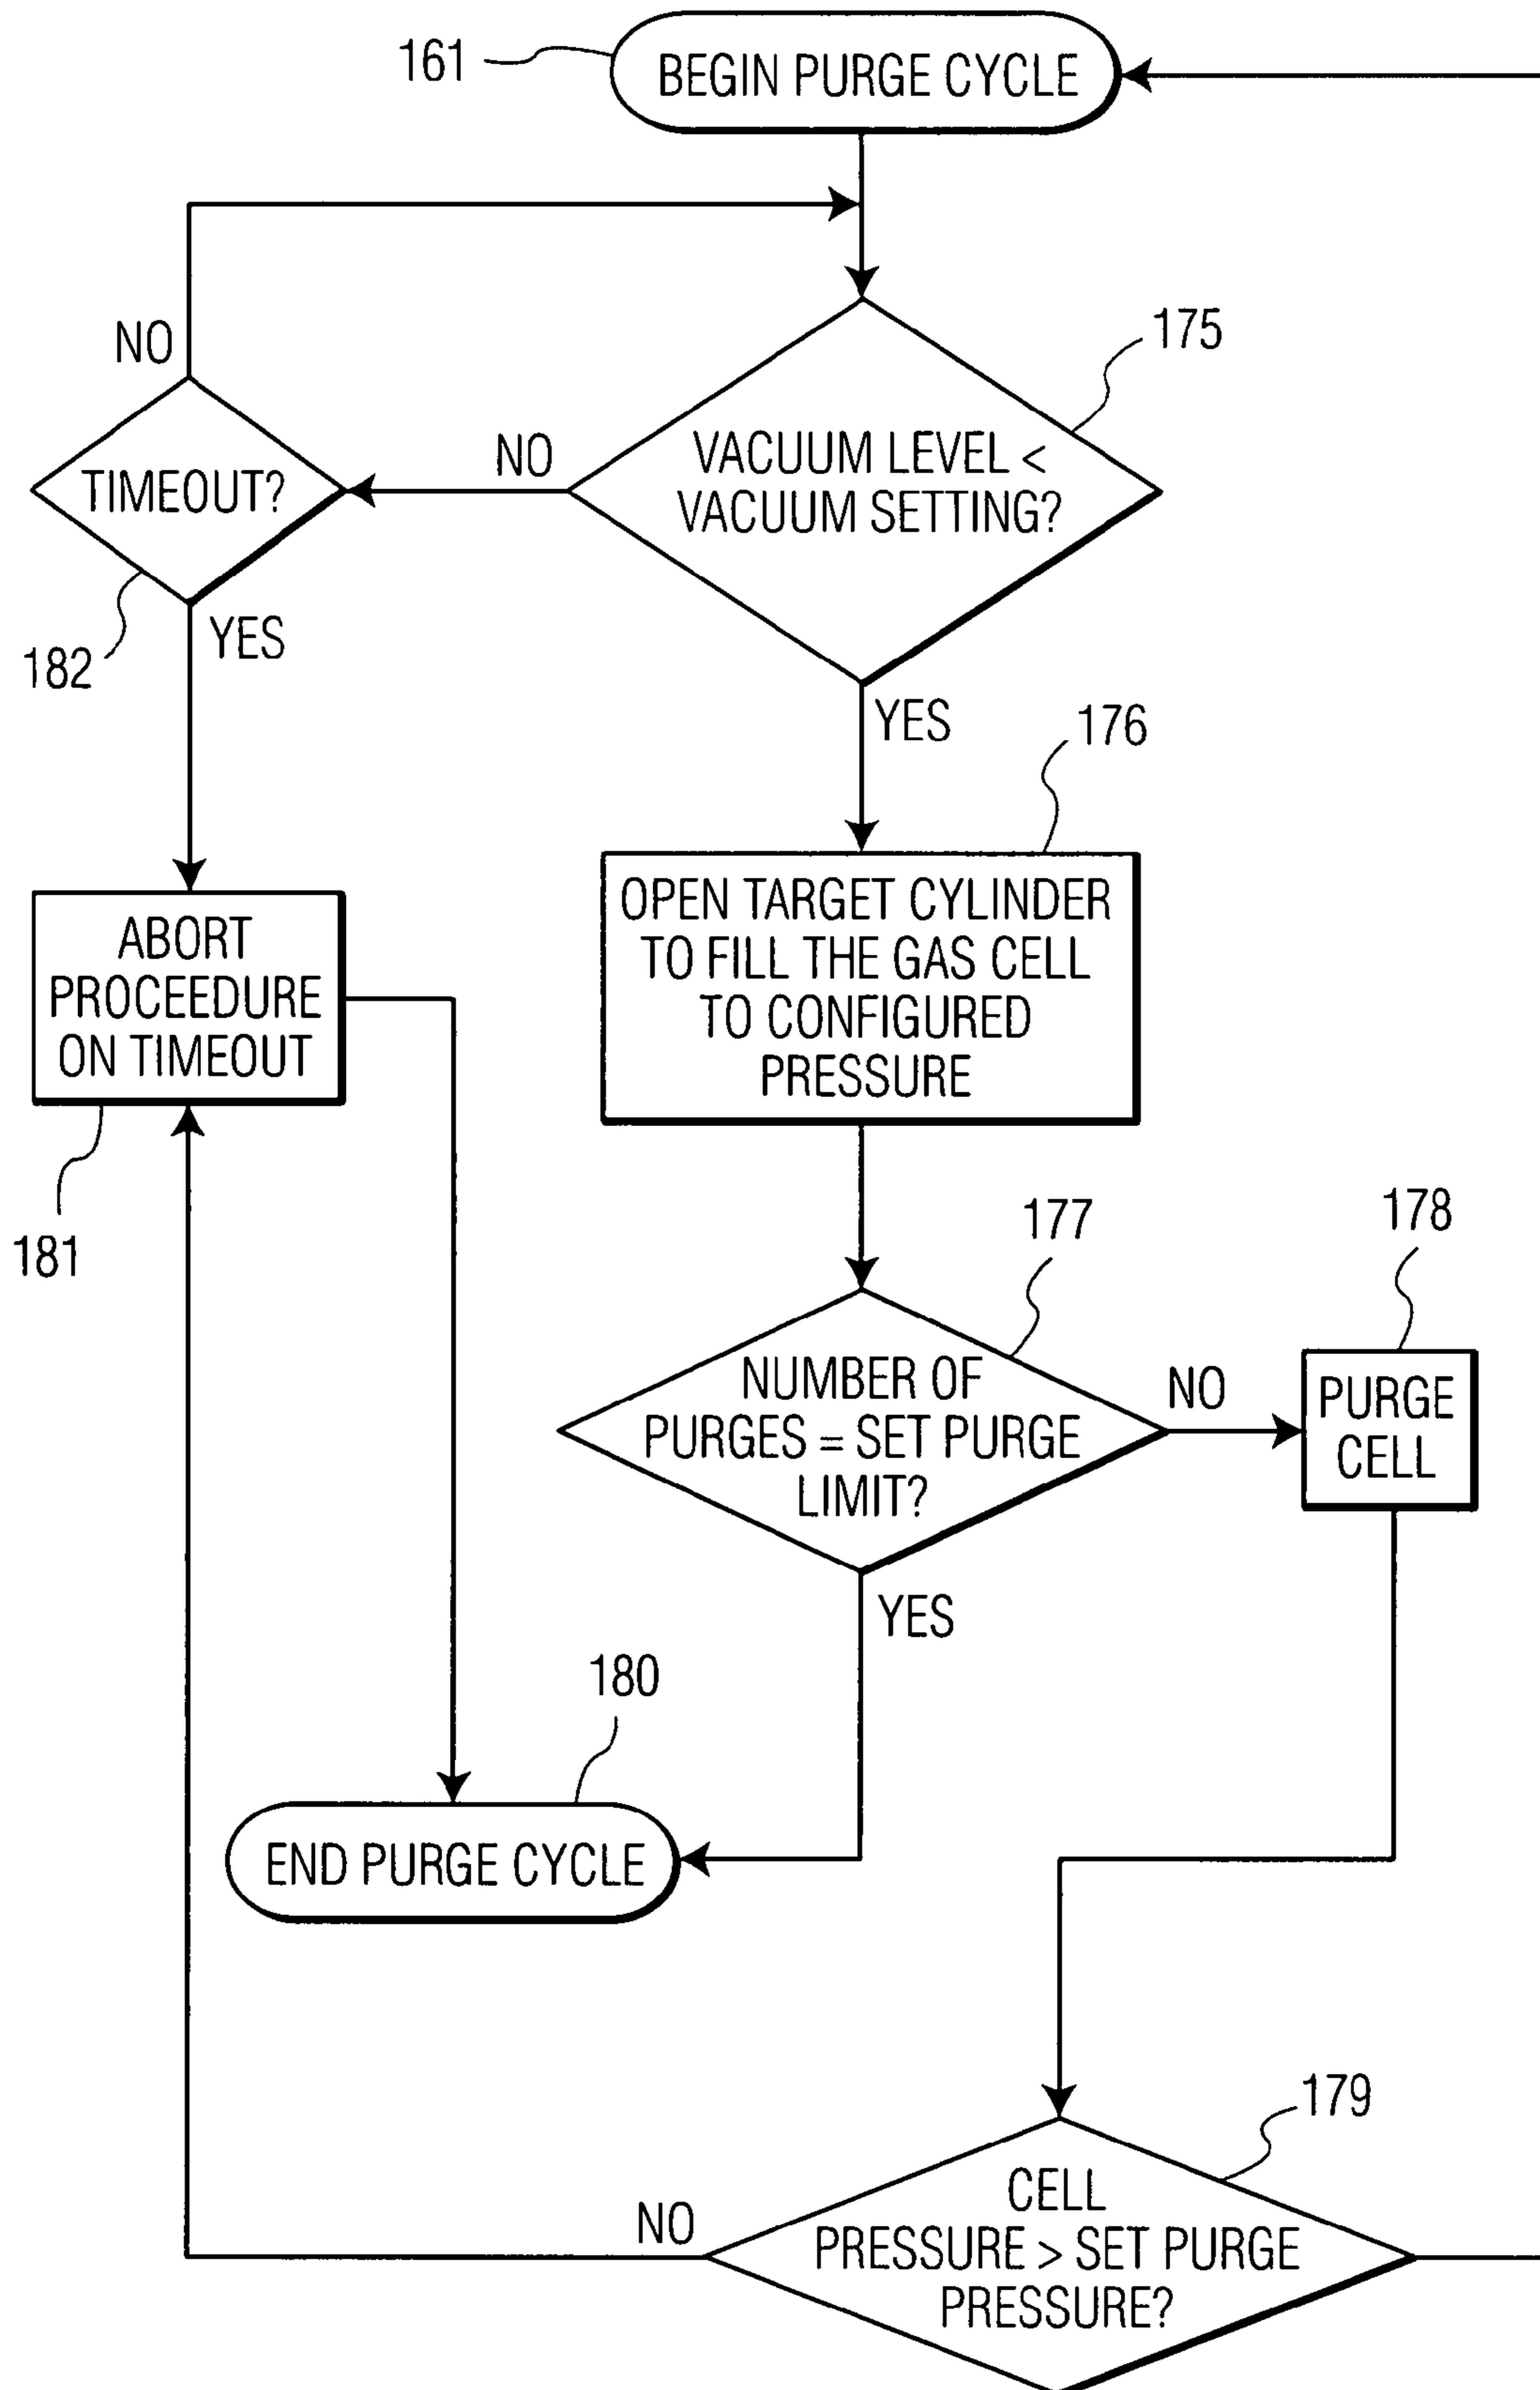 161
BEGIN PURGE CYCLE
NO
175
TIMEOUT?
NO
VACUUM LEVEL <
VACUUM SETTING?
182
YES
YES
176
ABORT
PROCEEDURE
ON TIMEOUT
OPEN TARGET CYLINDER
TO FILL THE GAS CELL
TO CONFIGURED
PRESSURE
181
177
178
NUMBER OF
PURGES = SET PURGE
LIMIT?
NO
PURGE
CELL
YES
180
END PURGE CYCLE
179
NO
CELL
PRESSURE > SET PURGE
PRESSURE?